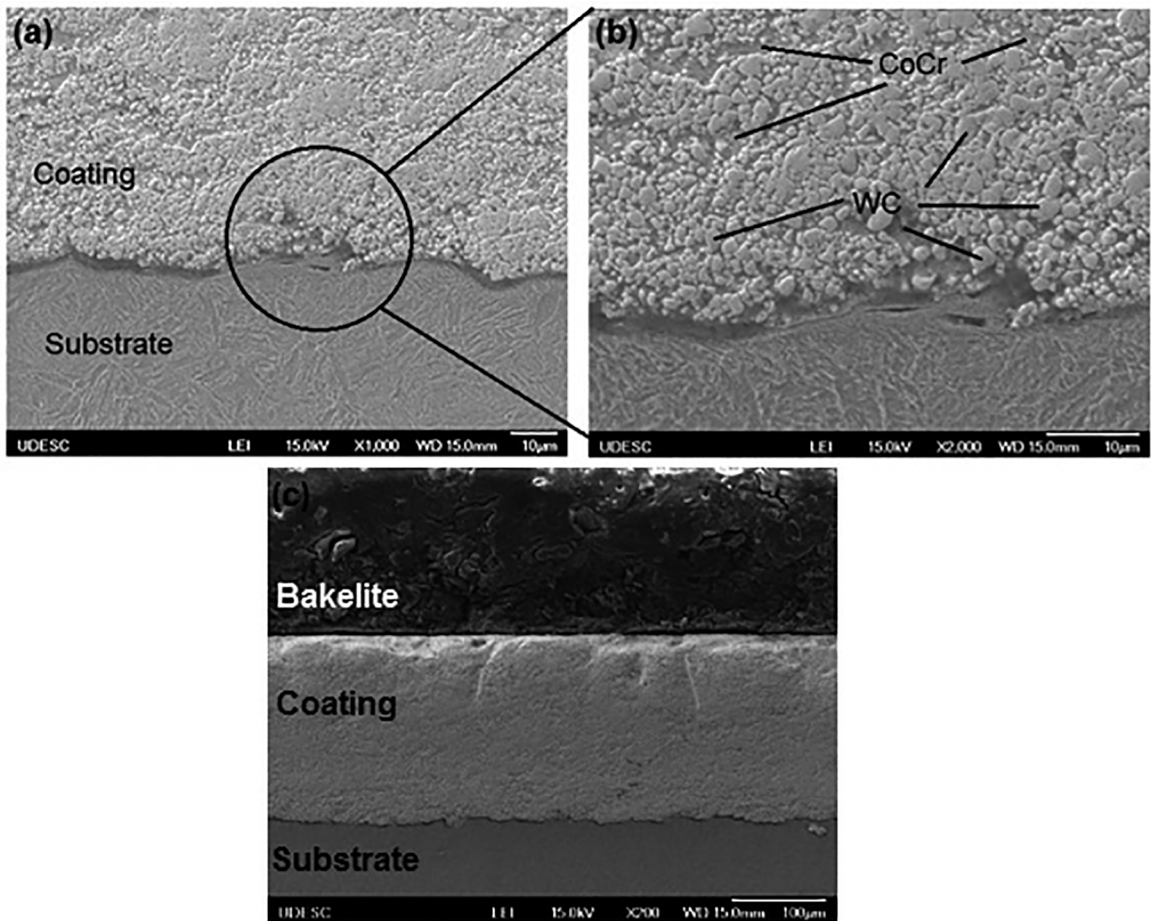 (a)
Coating
Substrate
UDESC LEI 15.0kV X1,000 WD 15.0mm 10μm
(b)
CoCr
WC
UDESC LEI 15.0kV X2,000 WD 15.0mm 10μm
(c)
Bakelite
Coating
Substrate
UDESC LEI 15.0kV X200 WD 15.0mm 100μm